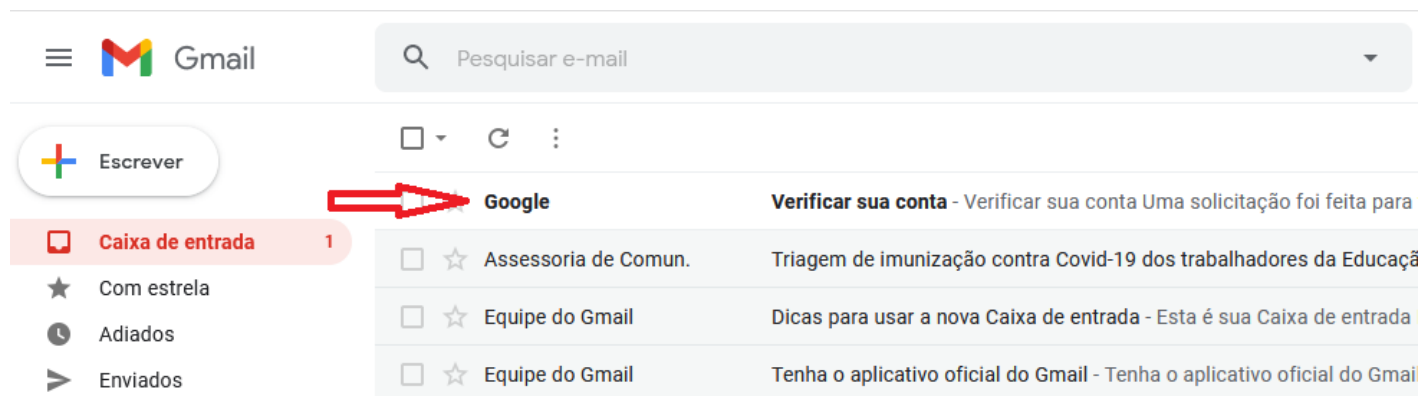 Gmail
Pesquisar e-mail
Escrever
Google Verificar sua conta - Verificar sua conta Uma solicitação foi feita para
Caixa de entrada 1
Assessoria de Comun. Triagem de imunização contra Covid-19 dos trabalhadores da
Com estrela
Equipe do Gmail Dicas para usar a nova Caixa de entrada - Esta é sua Caixa de entrada
Adiados
Equipe do Gmail Tenha o aplicativo oficial do Gmail - Tenha o aplicativo oficial do
Enviados